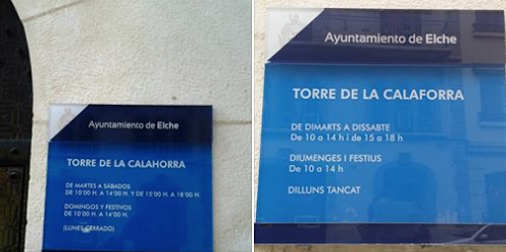 Ayuntamiento de Elche
TORRE DE LA CALAHORRA
DE MARTES A SÁBADOS
DE 10'00 H. A 14'00 H. Y DE 15'00 H. A 18'00 H.
DOMINGOS Y FESTIVOS
DE 10'00 H. A 14'00 H.
(LUNES CERRADO)
Ayuntamiento de Elche
TORRE DE LA CALAFORRA
DE DIMARTS A DISSABTE
De 10 a 14 h i de 15 a 18 h
DIUMENGES I FESTIUS
De 10 a 14 h
DILLUNS TANCAT